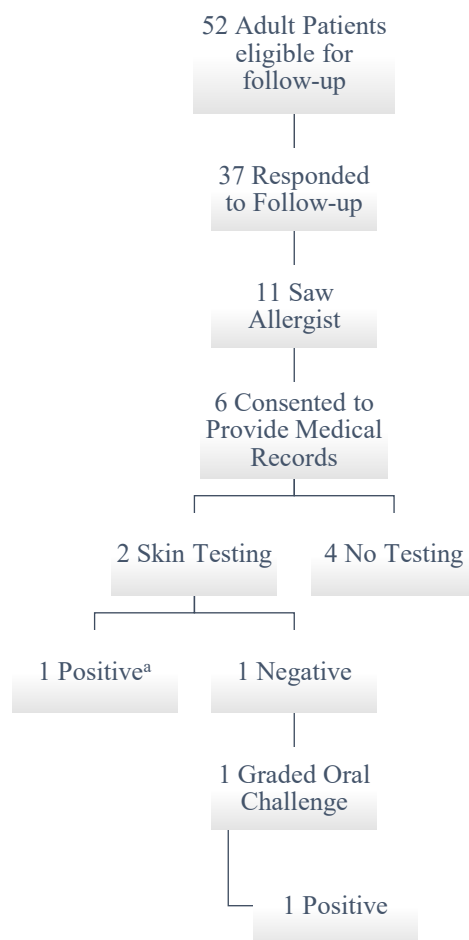 52 Adult Patients
eligible for
follow-up
37 Responded
to Follow-up
11 Saw
Allergist
6 Consented to
Provide Medical
Records
2 Skin Testing
4 No Testing
1 Positiveᵃ
1 Negative
1 Graded Oral
Challenge
1 Positive